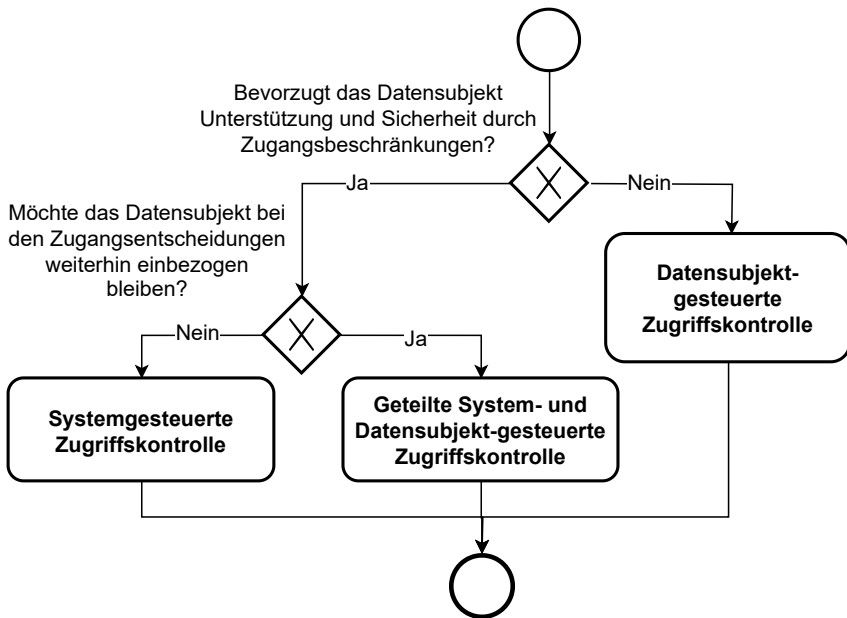 Bevorzugt das Datensubjekt
Unterstützung und Sicherheit durch
Zugangsbeschränkungen?
Ja
Nein
Möchte das Datensubjekt bei
den Zugangsentscheidungen
weiterhin einbezogen
bleiben?
Datensubjekt-
gesteuerte
Zugriffskontrolle
Nein
Ja
Systemgesteuerte
Zugriffskontrolle
Geteilte System- und
Datensubjekt-gesteuerte
Zugriffskontrolle